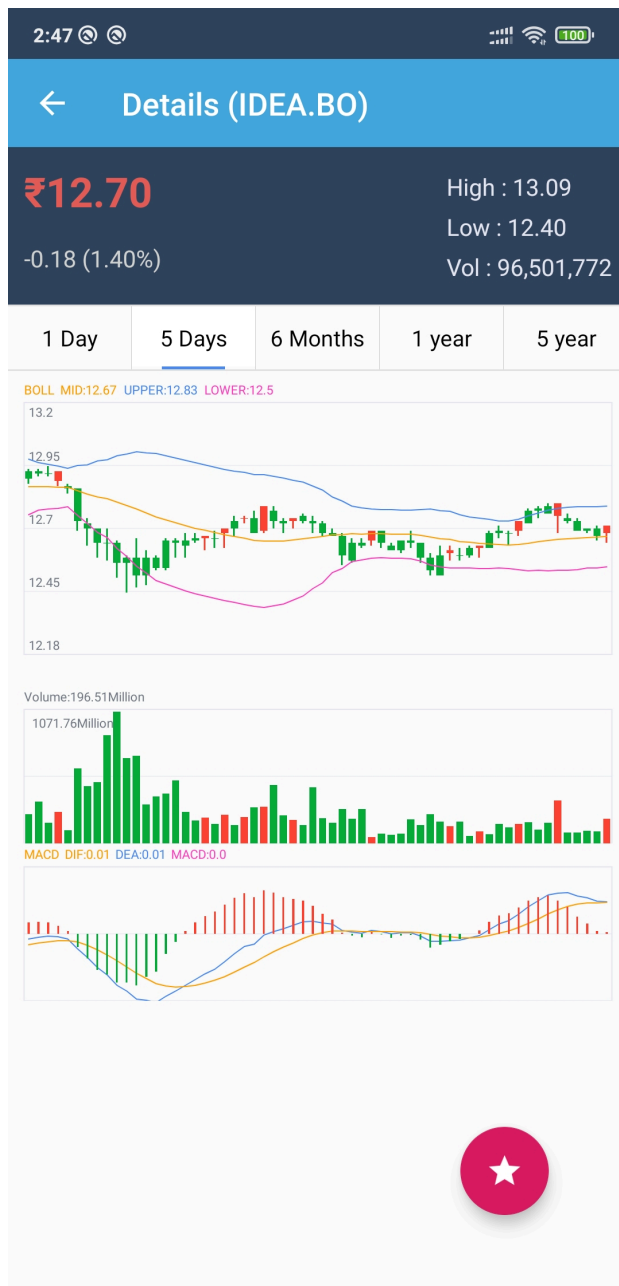 2:47 100
Details (IDEA.BO)
₹12.70
-0.18 (1.40%)
High : 13.09
Low : 12.40
Vol : 96,501,772
1 Day 5 Days 6 Months 1 year 5 year
BOLL MID:12.67 UPPER:12.83 LOWER:12.5
13.2
12.95
12.7
12.45
12.18
Volume:196.51Million
1071.76Million
MACD DIF:0.01 DEA:0.01 MACD:0.0